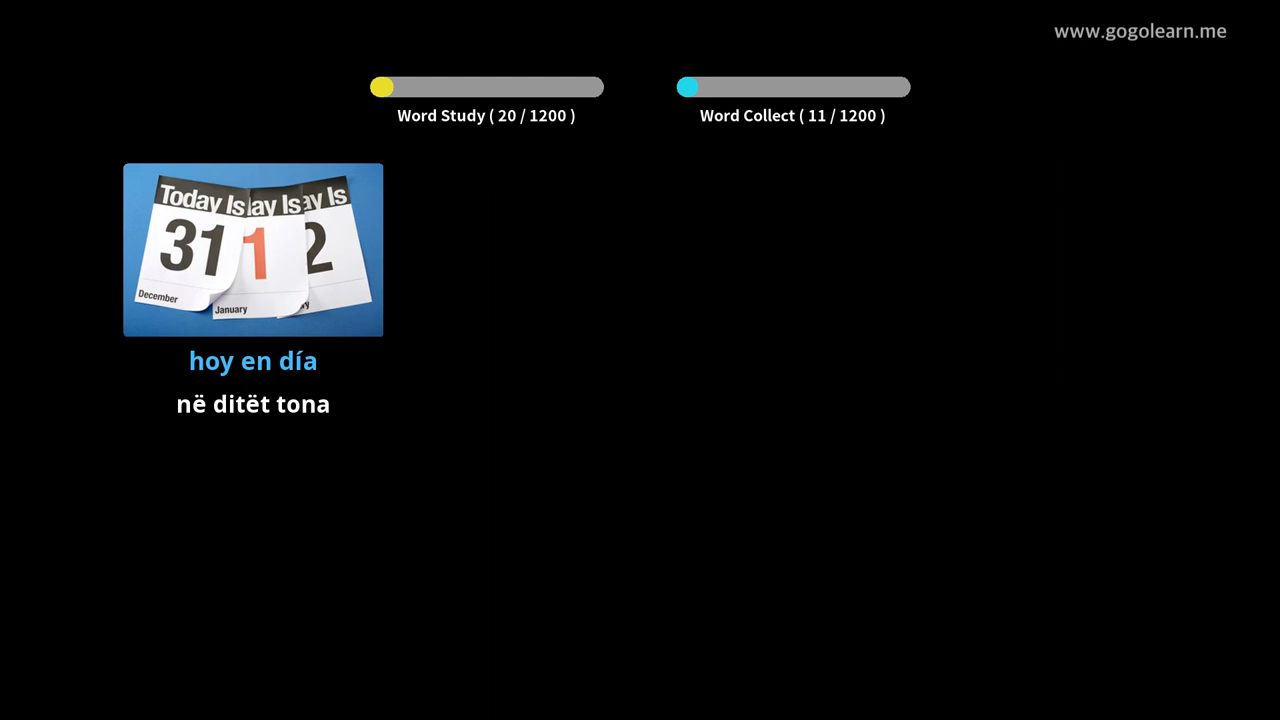 www.gogolearn.me
Word Study ( 20 / 1200 )
Word Collect ( 11 / 1200 )
Today Is
ay Is
ay Is
31
1
2
December
January
ry
hoy en día
në ditët tona